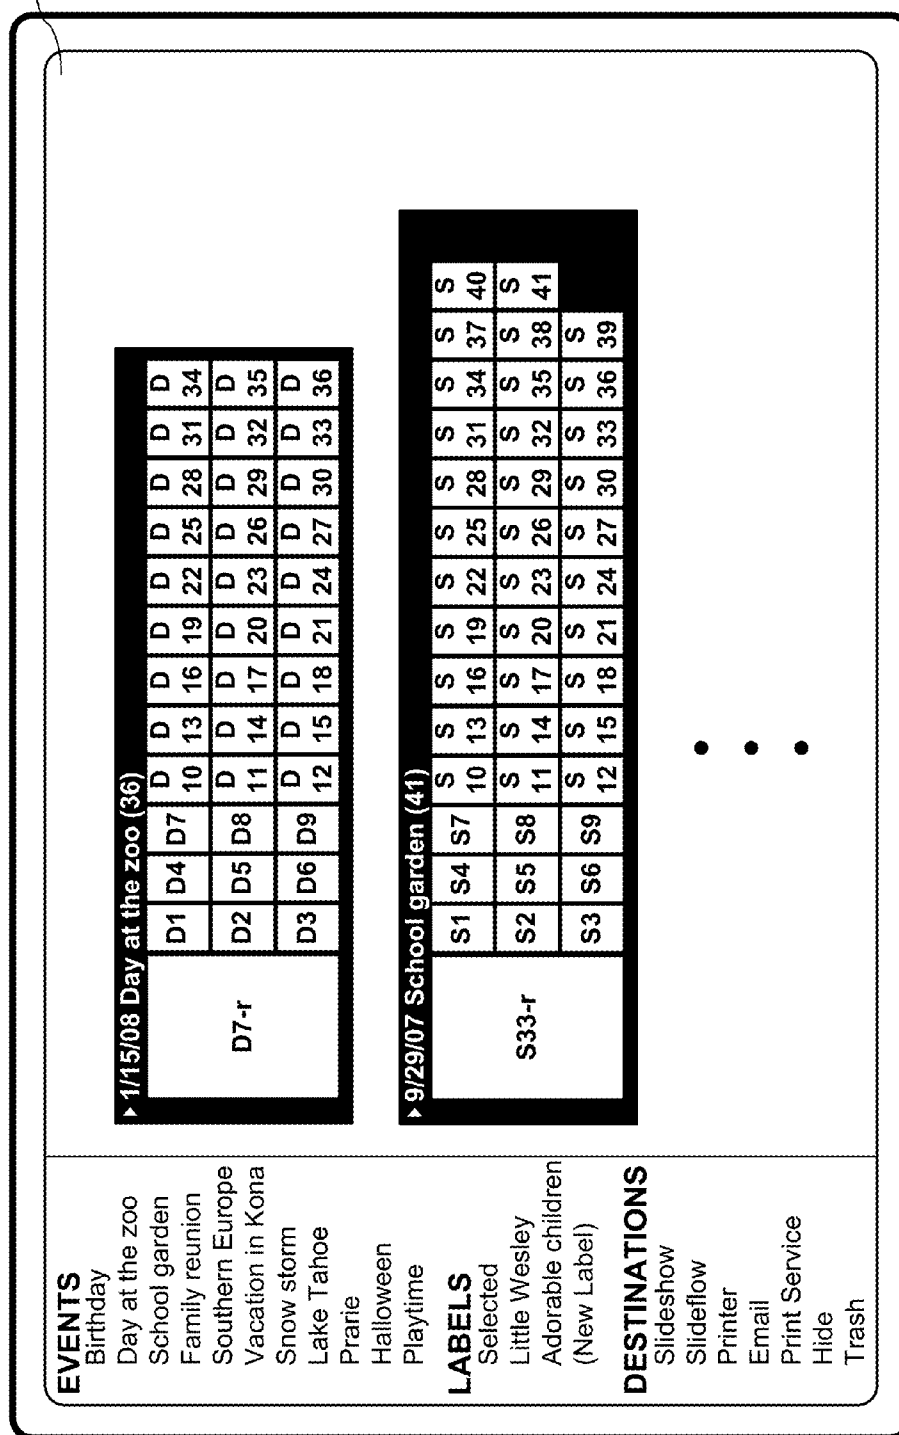 EVENTS
Birthday
Day at the zoo
School garden
Family reunion
Southern Europe
Vacation in Kona
Snow storm
Lake Tahoe
Prarie
Halloween
Playtime
LABELS
Selected
Little Wesley
Adorable children
(New Label)
DESTINATIONS
Slideshow
Slideflow
Printer
Email
Print Service
Hide
Trash
1/15/08 Day at the zoo (36)
D7-r
D1 D4 D7 D 10 D 13 D 16 D 19 D 22 D 25 D 28 D 31 D 34
D2 D5 D8 D 11 D 14 D 17 D 20 D 23 D 26 D 29 D 32 D 35
D3 D6 D9 D 12 D 15 D 18 D 21 D 24 D 27 D 30 D 33 D 36
9/29/07 School garden (41)
S33-r
S1 S4 S7 S 10 S 13 S 16 S 19 S 22 S 25 S 28 S 31 S 34 S 37 S 40
S2 S5 S8 S 11 S 14 S 17 S 20 S 23 S 26 S 29 S 32 S 35 S 38 S 41
S3 S6 S9 S 12 S 15 S 18 S 21 S 24 S 27 S 30 S 33 S 36 S 39